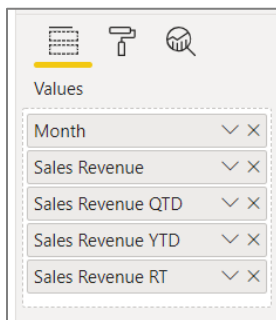 Values
Month
Sales Revenue
Sales Revenue QTD
Sales Revenue YTD
Sales Revenue RT